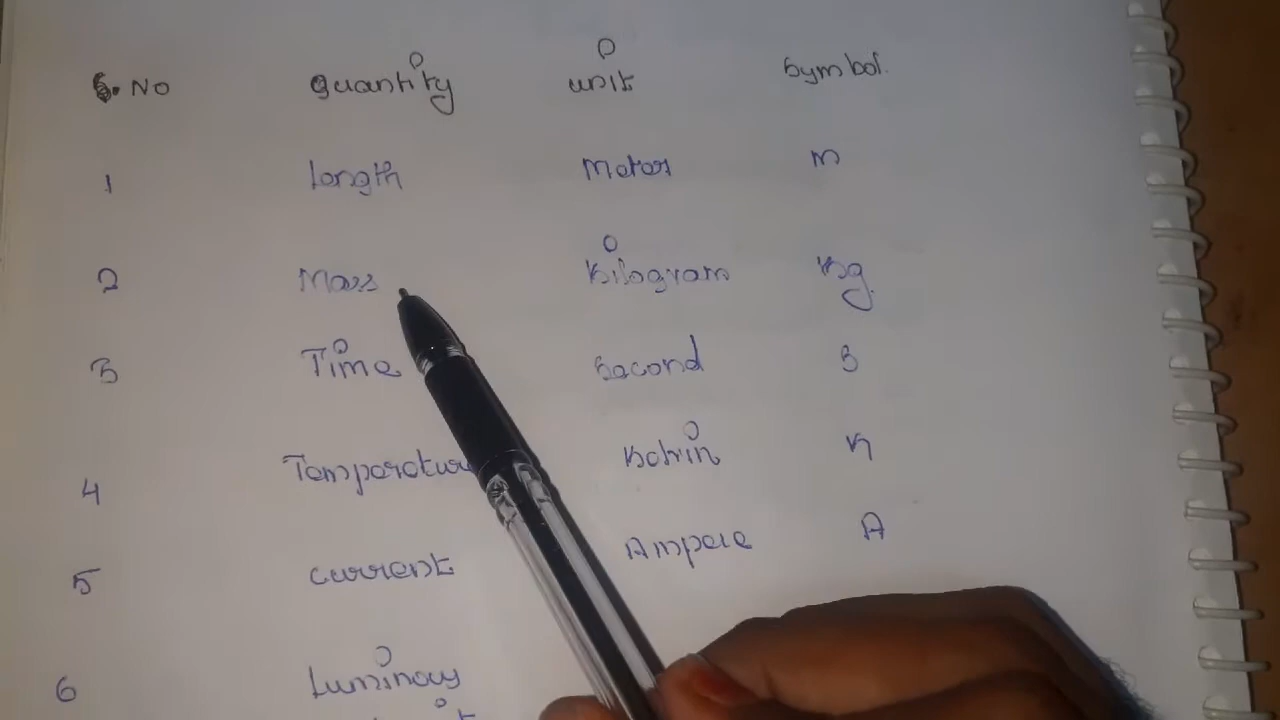 S. No Quantity unit Symbol.
1 Length Meter m
2 Mass Kilogram Kg.
3 Time Second S
4 Temperatur Kelvin K
5 Current Ampere A
6 Luminous